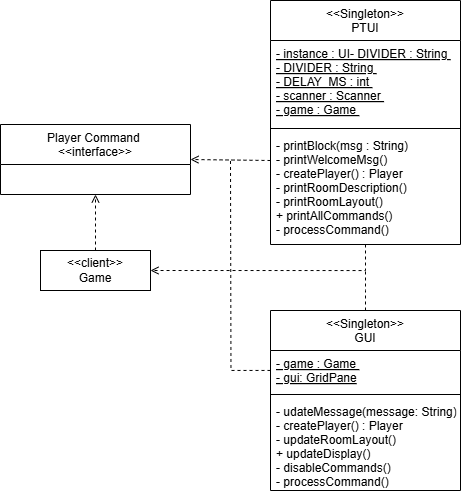 <<Singleton>>
PTUI
- instance : UI- DIVIDER : String
- DIVIDER : String
- DELAY_MS : int
- scanner : Scanner
- game : Game
- printBlock(msg : String)
- printWelcomeMsg()
- createPlayer() : Player
- printRoomDescription()
- printRoomLayout()
+ printAllCommands()
- processCommand()
Player Command
<<interface>>
<<client>>
Game
<<Singleton>>
GUI
- game : Game
- gui: GridPane
- udateMessage(message: String)
- createPlayer() : Player
- updateRoomLayout()
+ updateDisplay()
- disableCommands()
- processCommand()